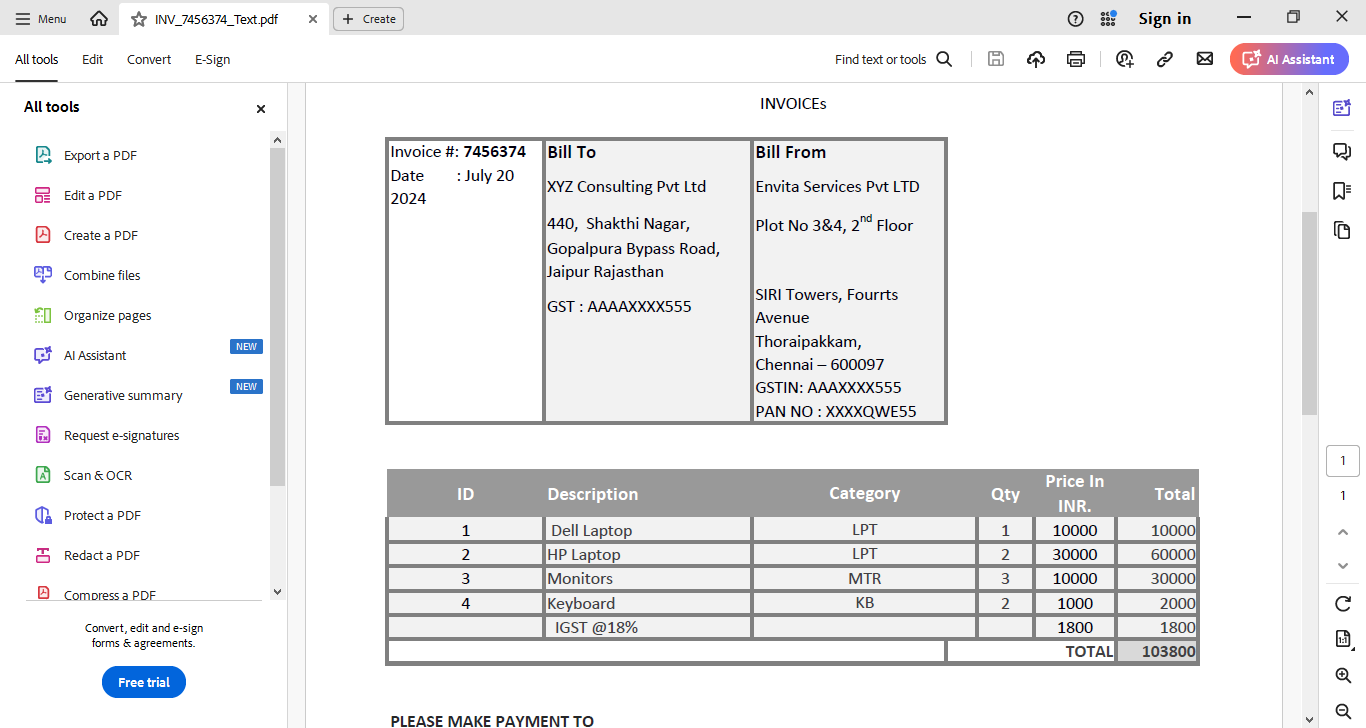 Menu
INV_7456374_Text.pdf
Create
Sign in
All tools
Edit
Convert
E-Sign
Find text or tools
AI Assistant
All tools
Export a PDF
Edit a PDF
Create a PDF
Combine files
Organize pages
AI Assistant NEW
Generative summary NEW
Request e-signatures
Scan & OCR
Protect a PDF
Redact a PDF
Compress a PDF
Convert, edit and e-sign
forms & agreements.
Free trial
INVOICEs
Invoice #: 7456374
Date : July 20
2024
Bill To
XYZ Consulting Pvt Ltd
440, Shakthi Nagar,
Gopalpura Bypass Road,
Jaipur Rajasthan
GST : AAAAXXXX555
Bill From
Envita Services Pvt LTD
Plot No 3&4, 2nd Floor
SIRI Towers, Fourrts
Avenue
Thoraipakkam,
Chennai – 600097
GSTIN: AAAXXXX555
PAN NO : XXXXQWE55
ID Description Category Qty Price In INR. Total
1 Dell Laptop LPT 1 10000 10000
2 HP Laptop LPT 2 30000 60000
3 Monitors MTR 3 10000 30000
4 Keyboard KB 2 1000 2000
IGST @18% 1800 1800
TOTAL 103800
PLEASE MAKE PAYMENT TO
1
1
1:1